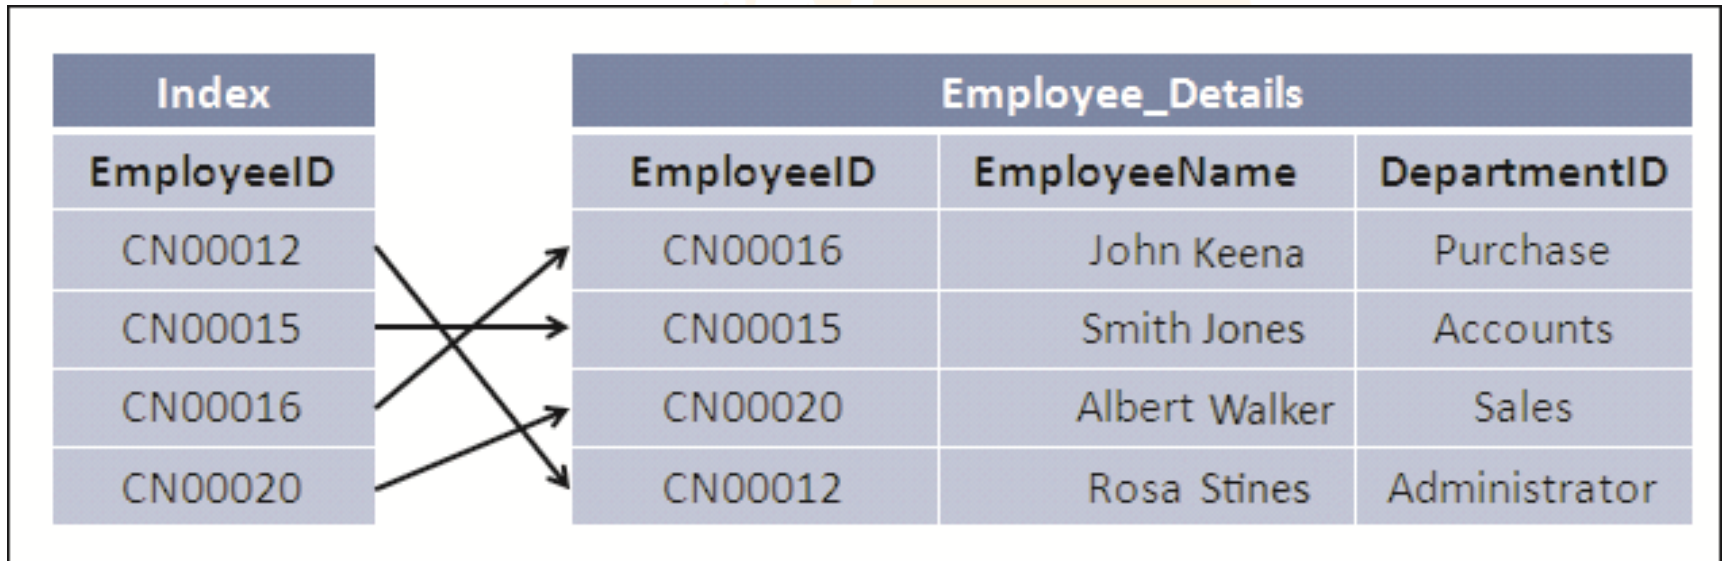 Index Employee_Details
EmployeeID EmployeeID EmployeeName DepartmentID
CN00012 CN00016 John Keena Purchase
CN00015 CN00015 Smith Jones Accounts
CN00016 CN00020 Albert Walker Sales
CN00020 CN00012 Rosa Stines Administrator